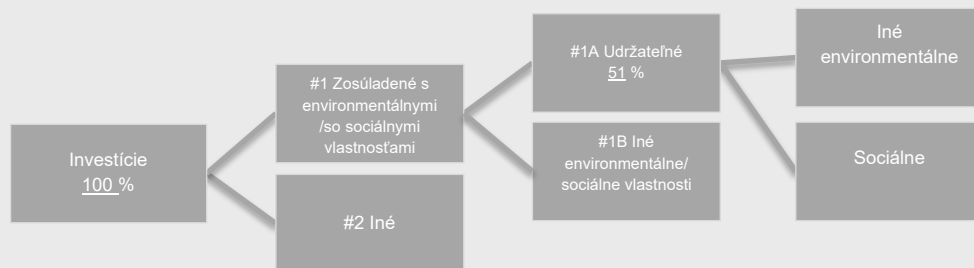 Investície
100 %
#1 Zosúladené s
environmentálnymi
/so sociálnymi
vlastnosťami
#2 Iné
#1A Udržateľné
51 %
#1B Iné
environmentálne/
sociálne vlastnosti
Iné
environmentálne
Sociálne